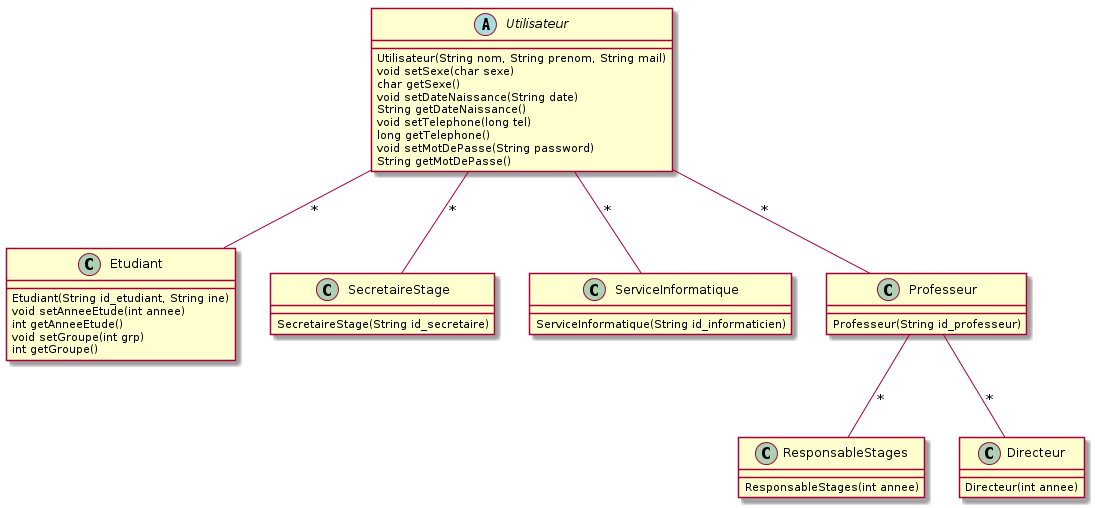 A Utilisateur
Utilisateur(String nom, String prenom, String mail)
void setSexe(char sexe)
char getSexe()
void setDateNaissance(String date)
String getDateNaissance()
void setTelephone(long tel)
long getTelephone()
void setMotDePasse(String password)
String getMotDePasse()
* * * *
C Etudiant
Etudiant(String id_etudiant, String ine)
void setAnneeEtude(int annee)
int getAnneeEtude()
void setGroupe(int grp)
int getGroupe()
C SecretaireStage
SecretaireStage(String id_secretaire)
C ServiceInformatique
ServiceInformatique(String id_informaticien)
C Professeur
Professeur(String id_professeur)
* *
C ResponsableStages
ResponsableStages(int annee)
C Directeur
Directeur(int annee)